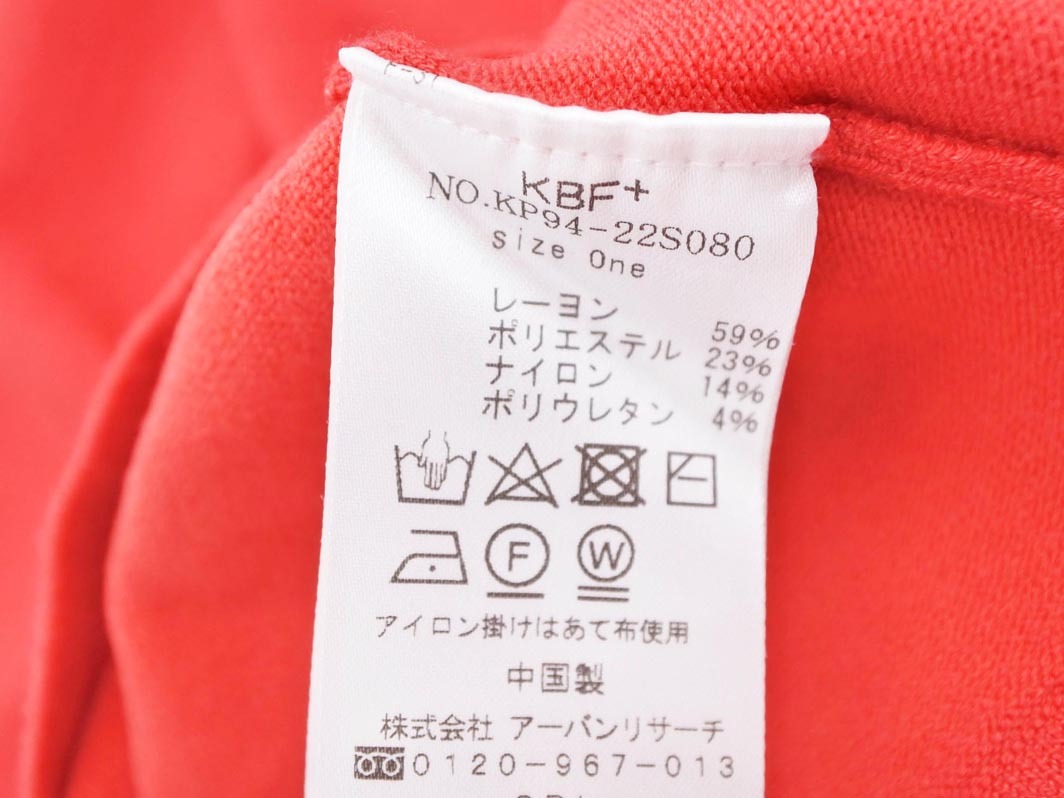 KBF+
NO.KP94-22S080
Size One
レーヨン 59%
ポリエステル 23%
ナイロン 14%
ポリウレタン 4%
F
W
アイロン掛けはあて布使用
中国製
株式会社 アーバンリサーチ
0120-967-013